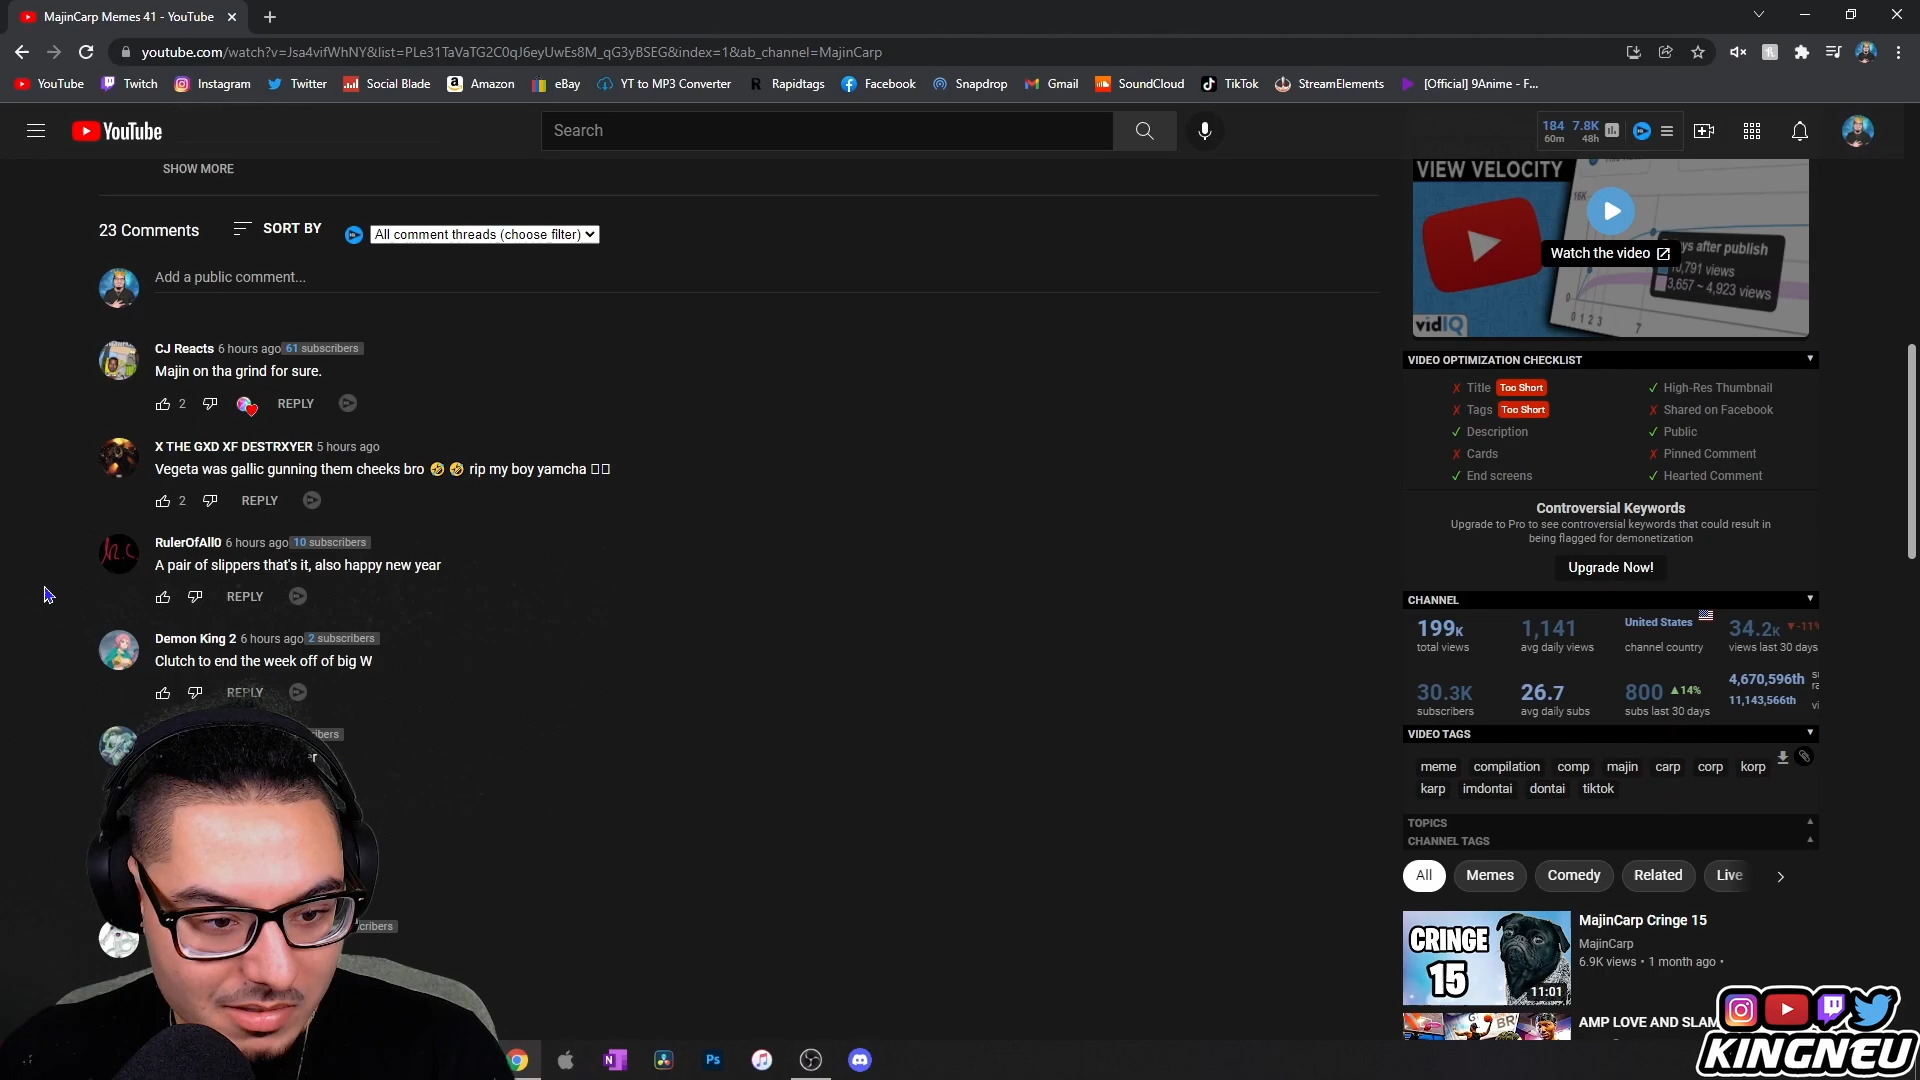 MajinCarp Memes 41 - YouTube
youtube.com/watch?v=Jsa4vifWhNY&list=PLe31TaVaTG2C0qJ6eyUwEs8M_qG3yBSEG&index=1&ab_channel=MajinCarp
YouTube Twitch Instagram Twitter Social Blade Amazon eBay YT to MP3 Converter Rapidtags Facebook Snapdrop Gmail SoundCloud TikTok StreamElements [Official] 9Anime - F...
YouTube
Search
184 7.8K
60m 48h
SHOW MORE
23 Comments SORT BY All comment threads (choose filter)
Add a public comment...
CJ Reacts 6 hours ago 61 subscribers
Majin on tha grind for sure.
2 REPLY
X THE GXD XF DESTRXYER 5 hours ago
Vegeta was gallic gunning them cheeks bro 🤣 🤣 rip my boy yamcha
2 REPLY
RulerOfAll0 6 hours ago 10 subscribers
A pair of slippers that's it, also happy new year
REPLY
Demon King 2 6 hours ago 2 subscribers
Clutch to end the week off of big W
REPLY
VIEW VELOCITY
16K
days after publish
Watch the video
10,791 views
3,657 ~ 4,923 views
0 1 2 3 7
vidIQ
VIDEO OPTIMIZATION CHECKLIST
✗ Title Too Short ✓ High-Res Thumbnail
✗ Tags Too Short ✗ Shared on Facebook
✓ Description ✓ Public
✗ Cards ✗ Pinned Comment
✓ End screens ✓ Hearted Comment
Controversial Keywords
Upgrade to Pro to see controversial keywords that could result in
being flagged for demonetization
Upgrade Now!
CHANNEL
199K 1,141 United States 34.2K ▼-11%
total views avg daily views channel country views last 30 days
30.3K 26.7 800 ▲14% 4,670,596th
11,143,566th
subscribers avg daily subs subs last 30 days
VIDEO TAGS
meme compilation comp majin carp corp korp
karp imdontai dontai tiktok
TOPICS
CHANNEL TAGS
All Memes Comedy Related Live
CRINGE
15
11:01
MajinCarp Cringe 15
MajinCarp
6.9K views • 1 month ago •
AMP LOVE AND SLAM
KINGNEU